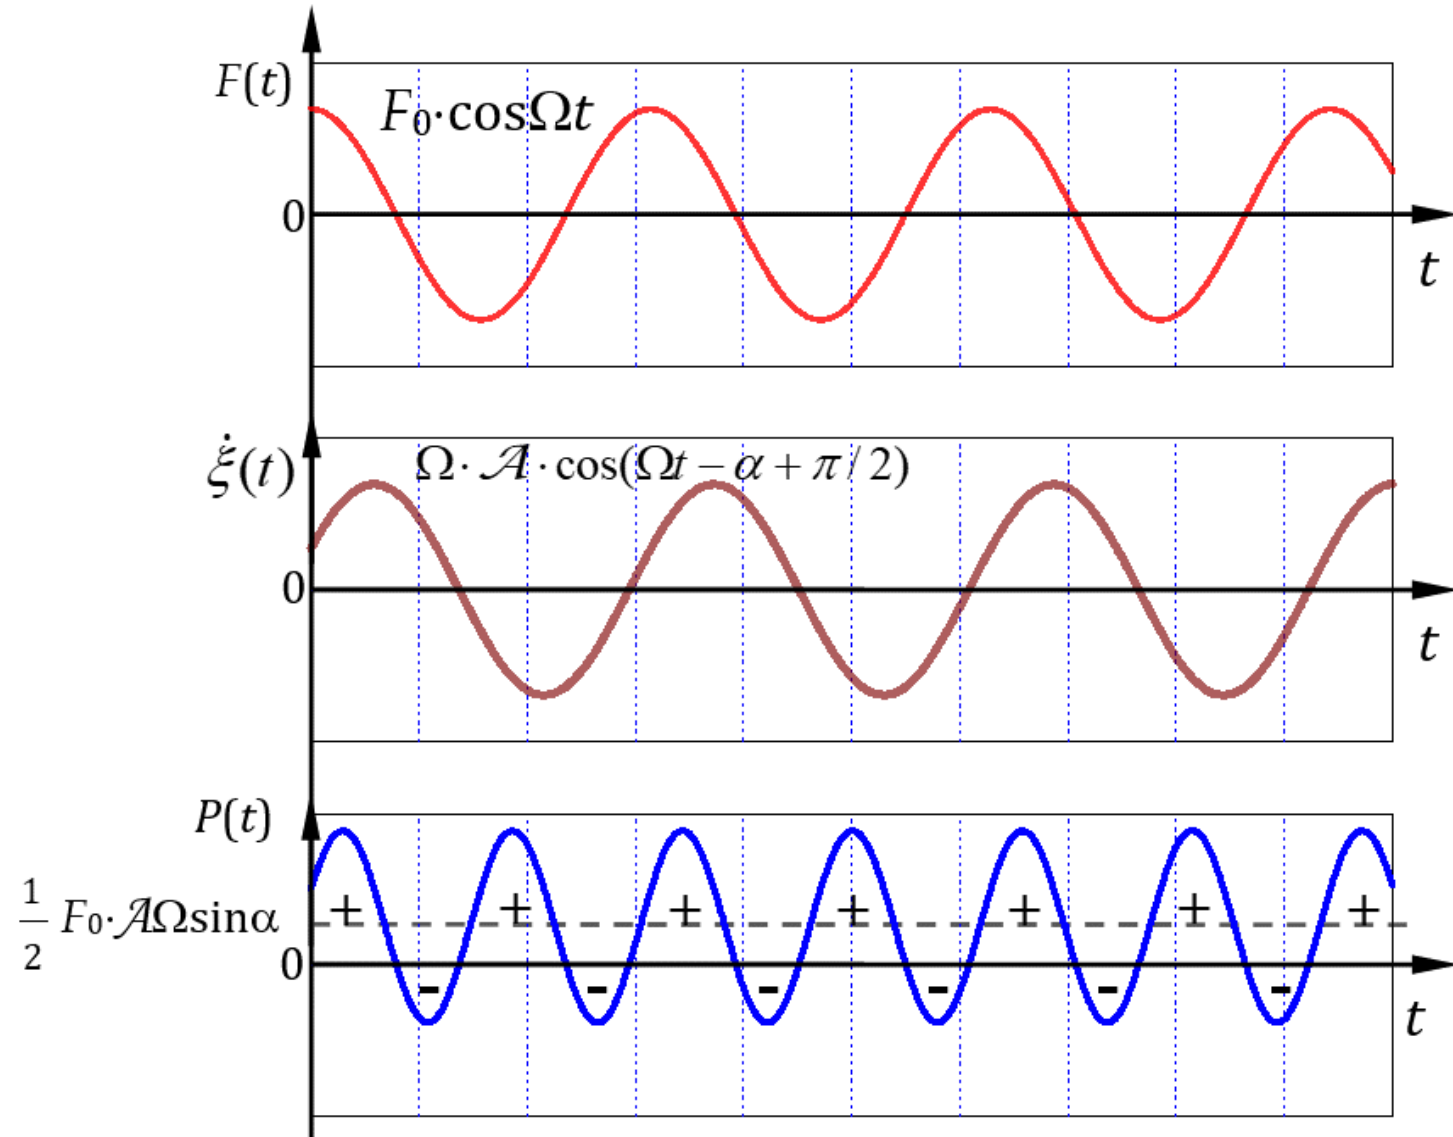 F(t)
F₀·cosΩt
0
t
ξ̇(t)
Ω·𝒜·cos(Ωt−α+π/2)
0
t
P(t)
+ + + + + + +
1/2 F₀·𝒜Ωsinα
0
- - - - - -
t